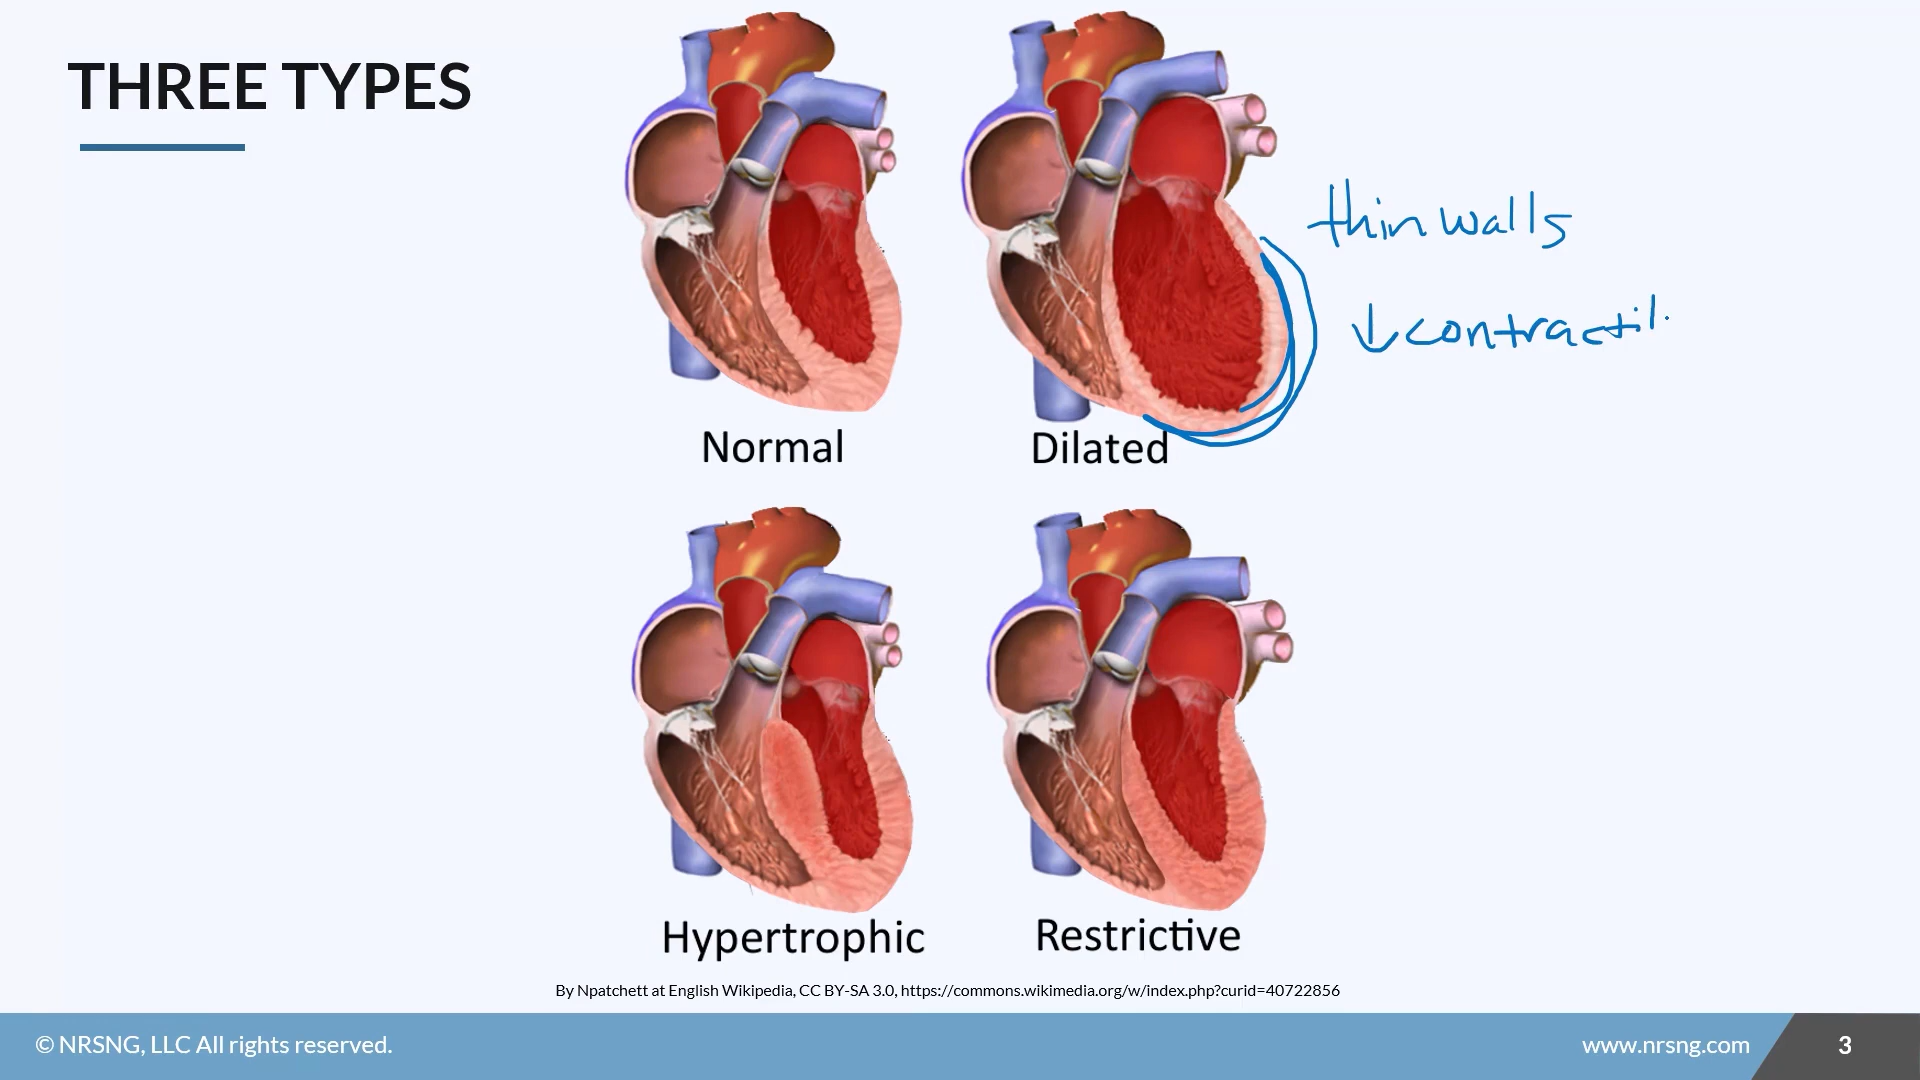 THREE TYPES
thin walls
↓contractil
Normal
Dilated
Hypertrophic
Restrictive
By Npatchett at English Wikipedia, CC BY-SA 3.0, https://commons.wikimedia.org/w/index.php?curid=40722856
© NRSNG, LLC All rights reserved.
www.nrsng.com
3